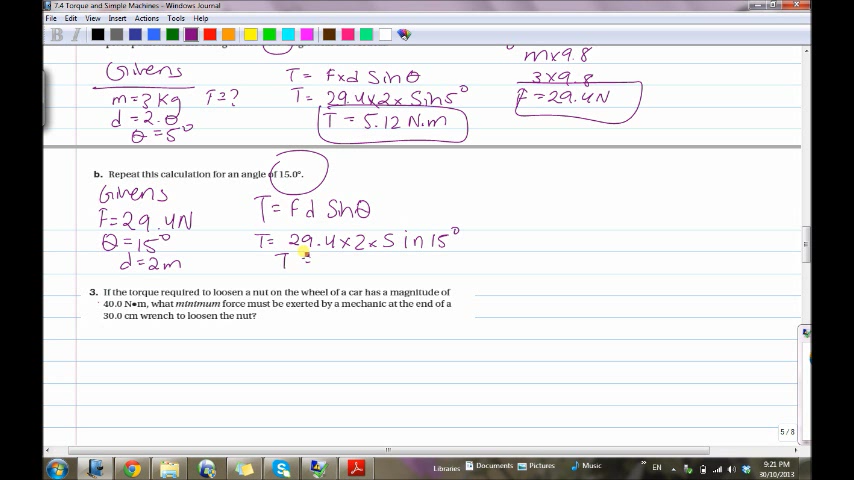 7.4 Torque and Simple Machines - Windows Journal
File Edit View Insert Actions Tools Help
Givens
m=3kg T=?
d=2.0
θ=5°
T= Fxd Sinθ
T= 29.4x2x Sin5°
T = 5.12 N.m
mx9.8
3x9.8
F=29.4N
b. Repeat this calculation for an angle of 15.0°.
Givens
F=29.4N
θ=15°
d=2m
T= Fd Sinθ
T= 29.4x2xSin15°
T =
3. If the torque required to loosen a nut on the wheel of a car has a magnitude of
40.0 N•m, what minimum force must be exerted by a mechanic at the end of a
30.0 cm wrench to loosen the nut?
5 / 8
Libraries Documents Pictures Music » EN 9:21 PM
30/10/2013